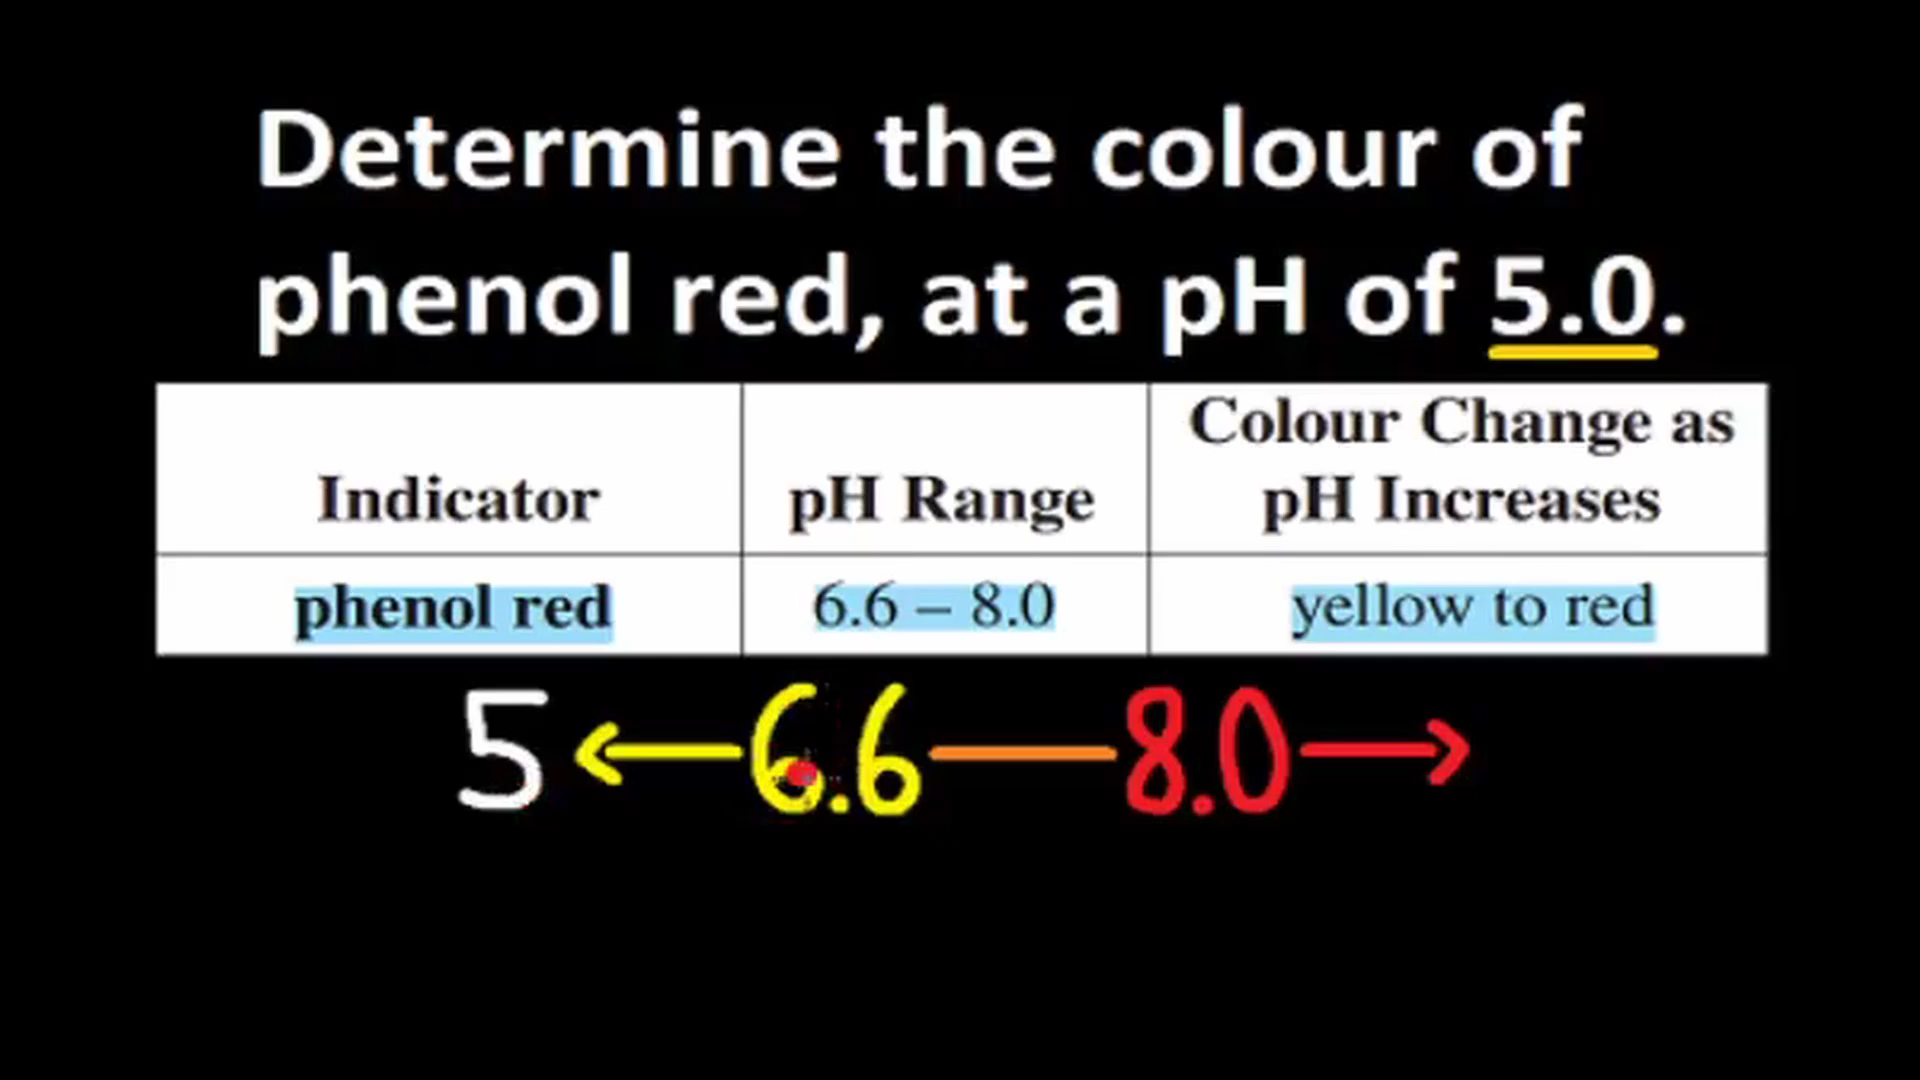 Determine the colour of
phenol red, at a pH of 5.0.
Indicator
pH Range
Colour Change as
pH Increases
phenol red
6.6 – 8.0
yellow to red
5 ← 6.6 — 8.0 →